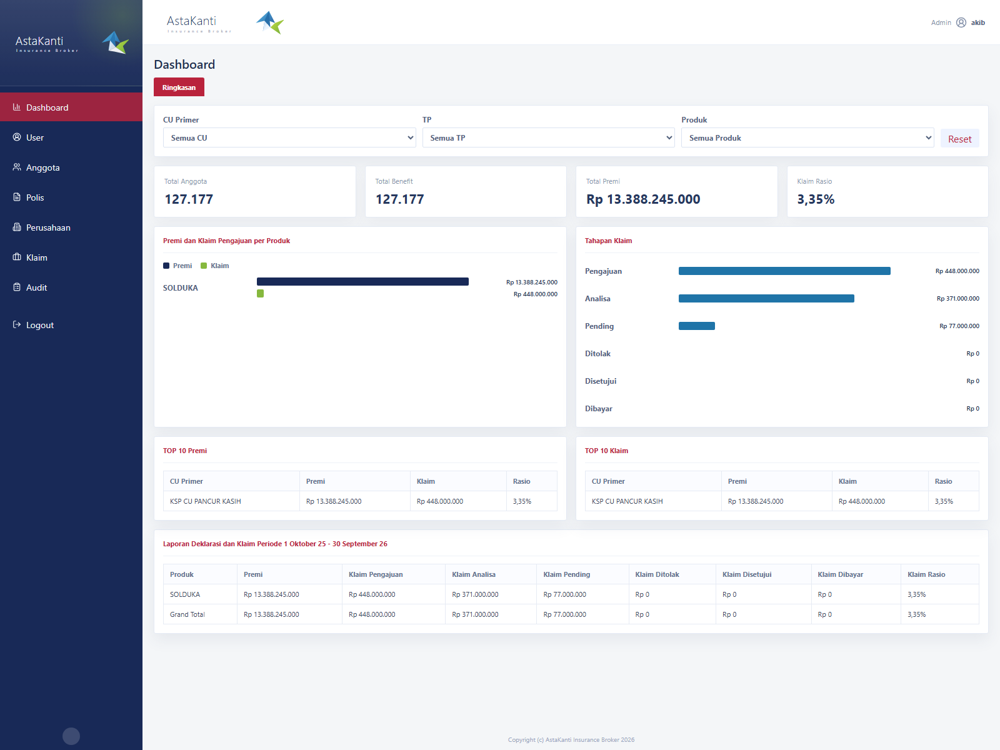 AstaKanti
Insurance Broker
Dashboard
User
Anggota
Polis
Perusahaan
Klaim
Audit
Logout
AstaKanti
Insurance Broker
Admin akib
Dashboard
Ringkasan
CU Primer TP Produk
Semua CU Semua TP Semua Produk Reset
Total Anggota
127.177
Total Benefit
127.177
Total Premi
Rp 13.388.245.000
Klaim Rasio
3,35%
Premi dan Klaim Pengajuan per Produk
Premi Klaim
SOLDUKA
Rp 13.388.245.000
Rp 448.000.000
Tahapan Klaim
Pengajuan Rp 448.000.000
Analisa Rp 371.000.000
Pending Rp 77.000.000
Ditolak Rp 0
Disetujui Rp 0
Dibayar Rp 0
TOP 10 Premi
CU Primer Premi Klaim Rasio
KSP CU PANCUR KASIH Rp 13.388.245.000 Rp 448.000.000 3,35%
TOP 10 Klaim
CU Primer Premi Klaim Rasio
KSP CU PANCUR KASIH Rp 13.388.245.000 Rp 448.000.000 3,35%
Laporan Deklarasi dan Klaim Periode 1 Oktober 25 - 30 September 26
Produk Premi Klaim Pengajuan Klaim Analisa Klaim Pending Klaim Ditolak Klaim Disetujui Klaim Dibayar Klaim Rasio
SOLDUKA Rp 13.388.245.000 Rp 448.000.000 Rp 371.000.000 Rp 77.000.000 Rp 0 Rp 0 Rp 0 3,35%
Grand Total Rp 13.388.245.000 Rp 448.000.000 Rp 371.000.000 Rp 77.000.000 Rp 0 Rp 0 Rp 0 3,35%
Copyright (c) AstaKanti Insurance Broker 2026